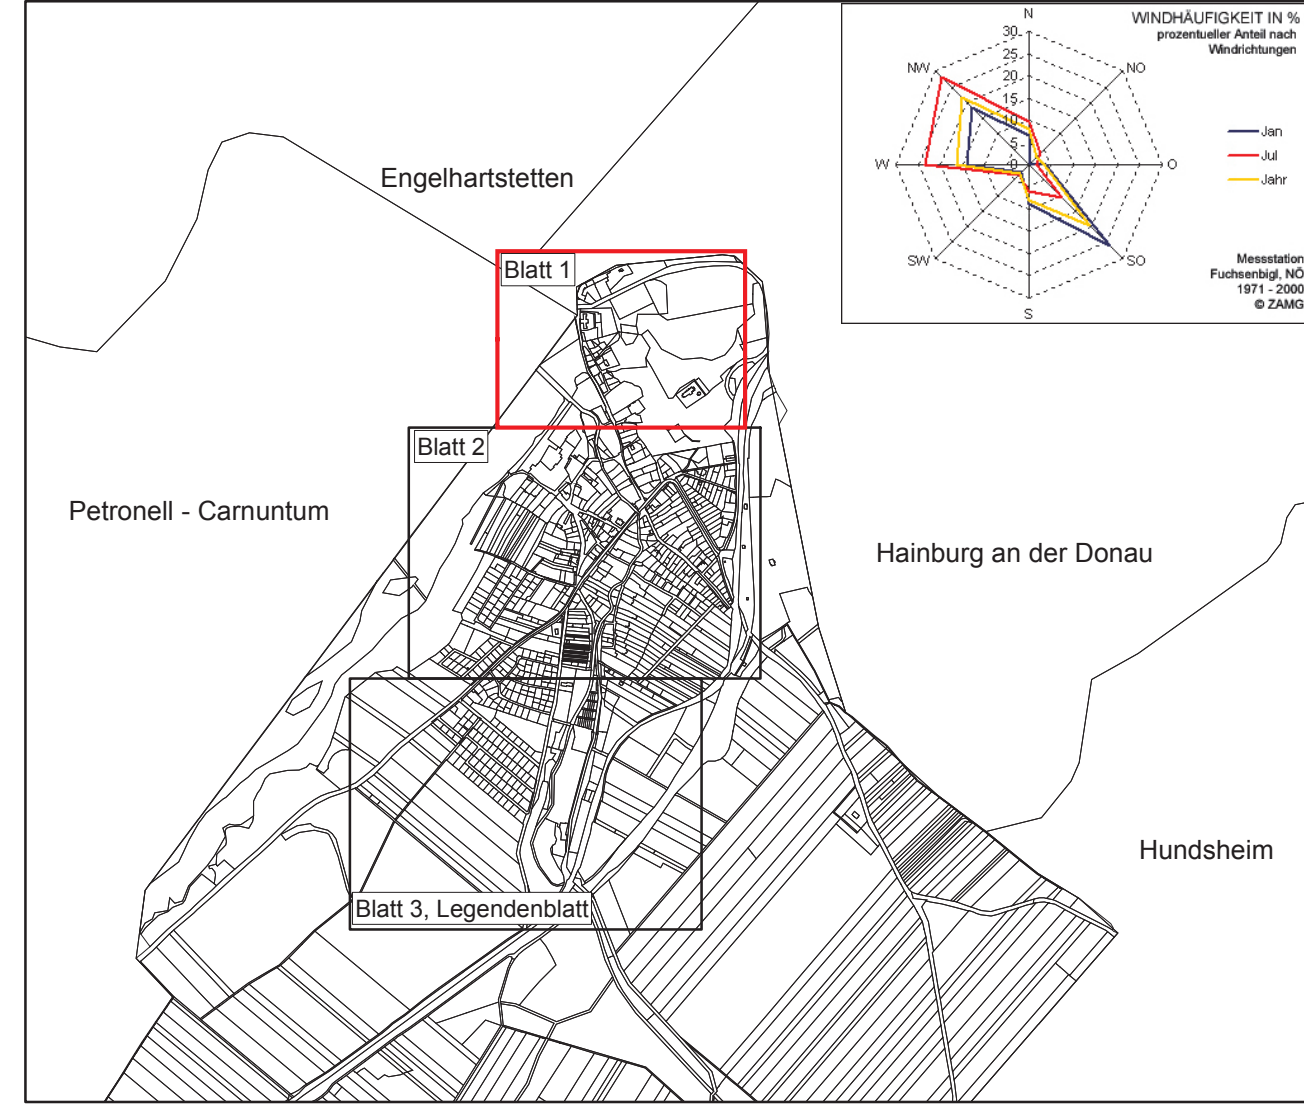 WINDHÄUFIGKEIT IN %
prozentueller Anteil nach
Windrichtungen
N
NO
O
SO
S
SW
W
NW
30
25
20
15
10
5
0
Jan
Jul
Jahr
Messstation
Fuchsenbigl, NÖ
1971 - 2000
© ZAMG
Engelhartstetten
Blatt 1
Blatt 2
Petronell - Carnuntum
Hainburg an der Donau
Hundsheim
Blatt 3, Legendenblatt